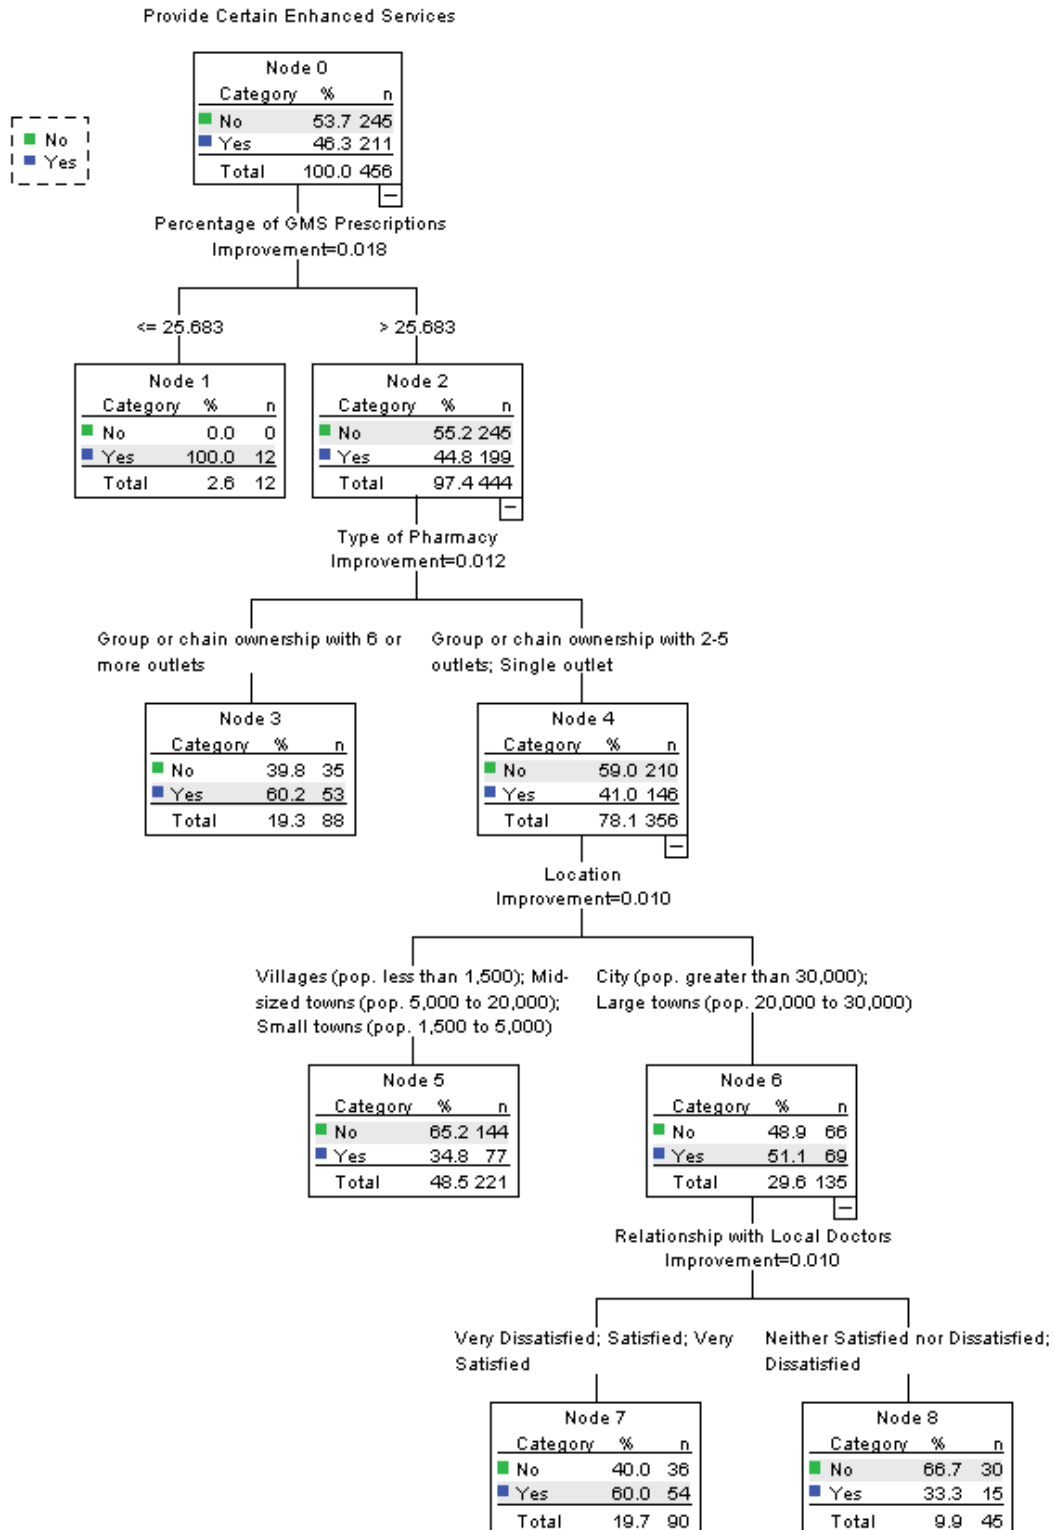 Provide Certain Enhanced Services
No
Yes
Node 0
Category % n
No 53.7 245
Yes 46.3 211
Total 100.0 456
Percentage of GMS Prescriptions
Improvement=0.018
<= 25.683
> 25.683
Node 1
Category % n
No 0.0 0
Yes 100.0 12
Total 2.6 12
Node 2
Category % n
No 55.2 245
Yes 44.8 199
Total 97.4 444
Type of Pharmacy
Improvement=0.012
Group or chain ownership with 6 or
more outlets
Group or chain ownership with 2-5
outlets; Single outlet
Node 3
Category % n
No 39.8 35
Yes 60.2 53
Total 19.3 88
Node 4
Category % n
No 59.0 210
Yes 41.0 146
Total 78.1 356
Location
Improvement=0.010
Villages (pop. less than 1,500); Mid-
sized towns (pop. 5,000 to 20,000);
Small towns (pop. 1,500 to 5,000)
City (pop. greater than 30,000);
Large towns (pop. 20,000 to 30,000)
Node 5
Category % n
No 65.2 144
Yes 34.8 77
Total 48.5 221
Node 6
Category % n
No 48.9 66
Yes 51.1 69
Total 29.6 135
Relationship with Local Doctors
Improvement=0.010
Very Dissatisfied; Satisfied; Very
Satisfied
Neither Satisfied nor Dissatisfied;
Dissatisfied
Node 7
Category % n
No 40.0 36
Yes 60.0 54
Total 19.7 90
Node 8
Category % n
No 66.7 30
Yes 33.3 15
Total 9.9 45